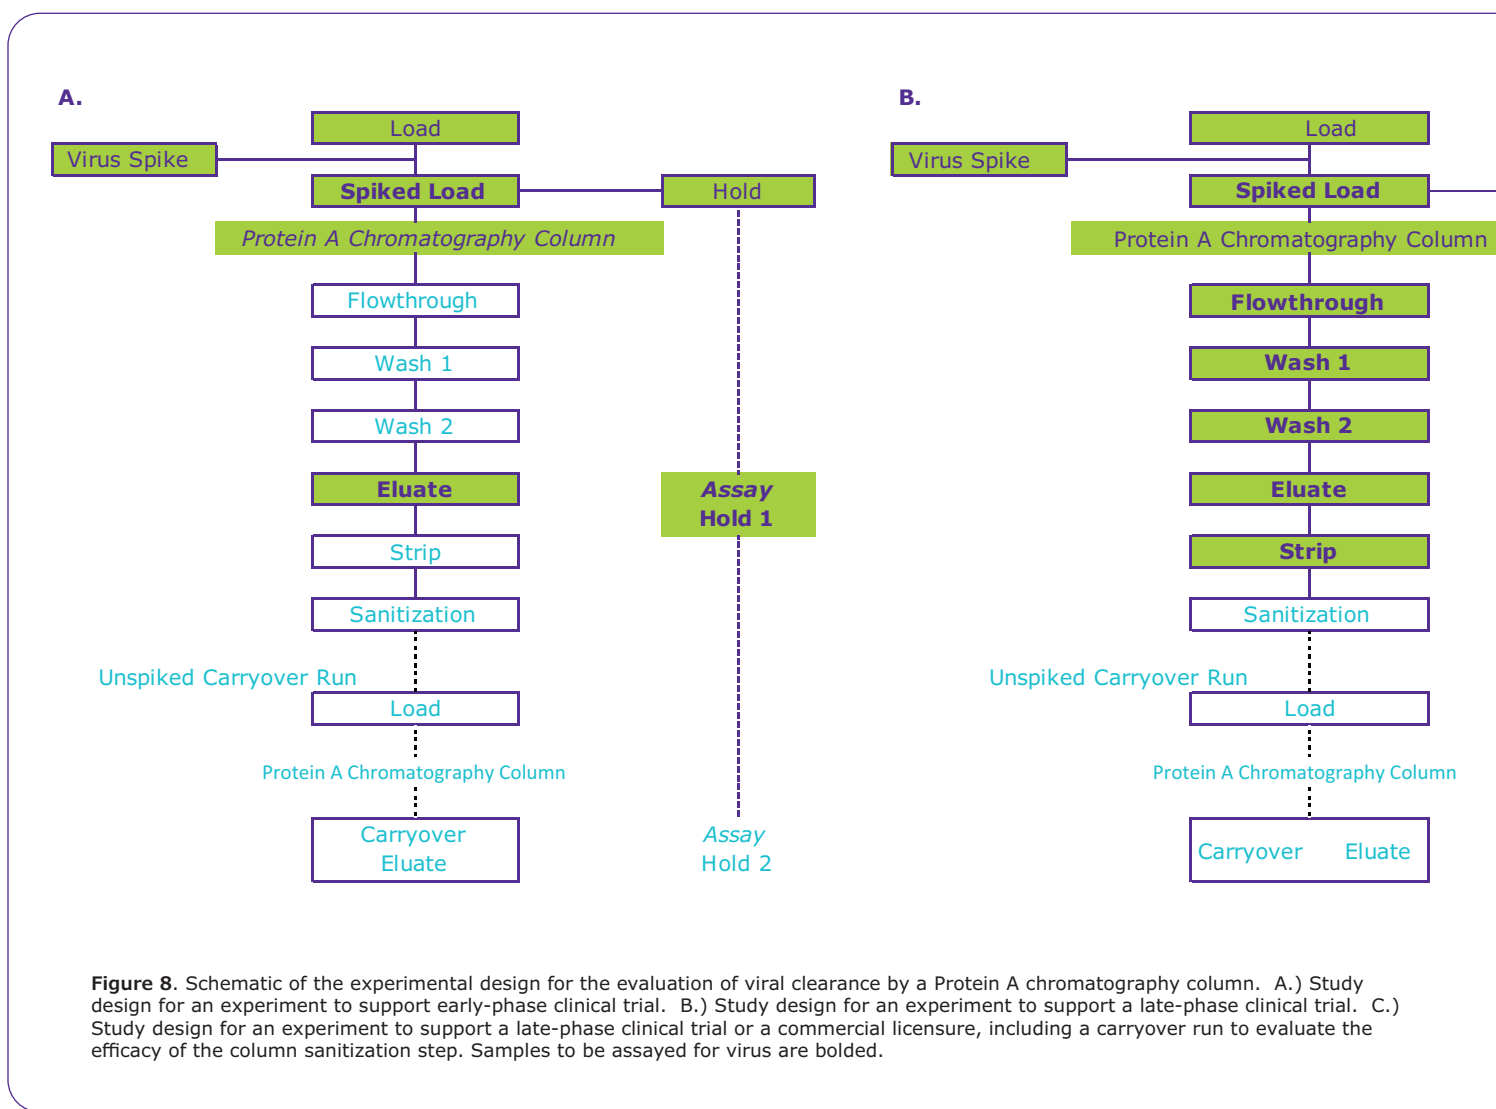 A.
Load
Virus Spike
Spiked Load
Hold
Protein A Chromatography Column
Flowthrough
Wash 1
Wash 2
Eluate
Assay
Hold 1
Strip
Sanitization
Unspiked Carryover Run
Load
Protein A Chromatography Column
Carryover
Eluate
Assay
Hold 2
B.
Load
Virus Spike
Spiked Load
Protein A Chromatography Column
Flowthrough
Wash 1
Wash 2
Eluate
Strip
Sanitization
Unspiked Carryover Run
Load
Protein A Chromatography Column
Carryover Eluate
Figure 8. Schematic of the experimental design for the evaluation of viral clearance by a Protein A chromatography column. A.) Study
design for an experiment to support early-phase clinical trial. B.) Study design for an experiment to support a late-phase clinical trial. C.)
Study design for an experiment to support a late-phase clinical trial or a commercial licensure, including a carryover run to evaluate the
efficacy of the column sanitization step. Samples to be assayed for virus are bolded.